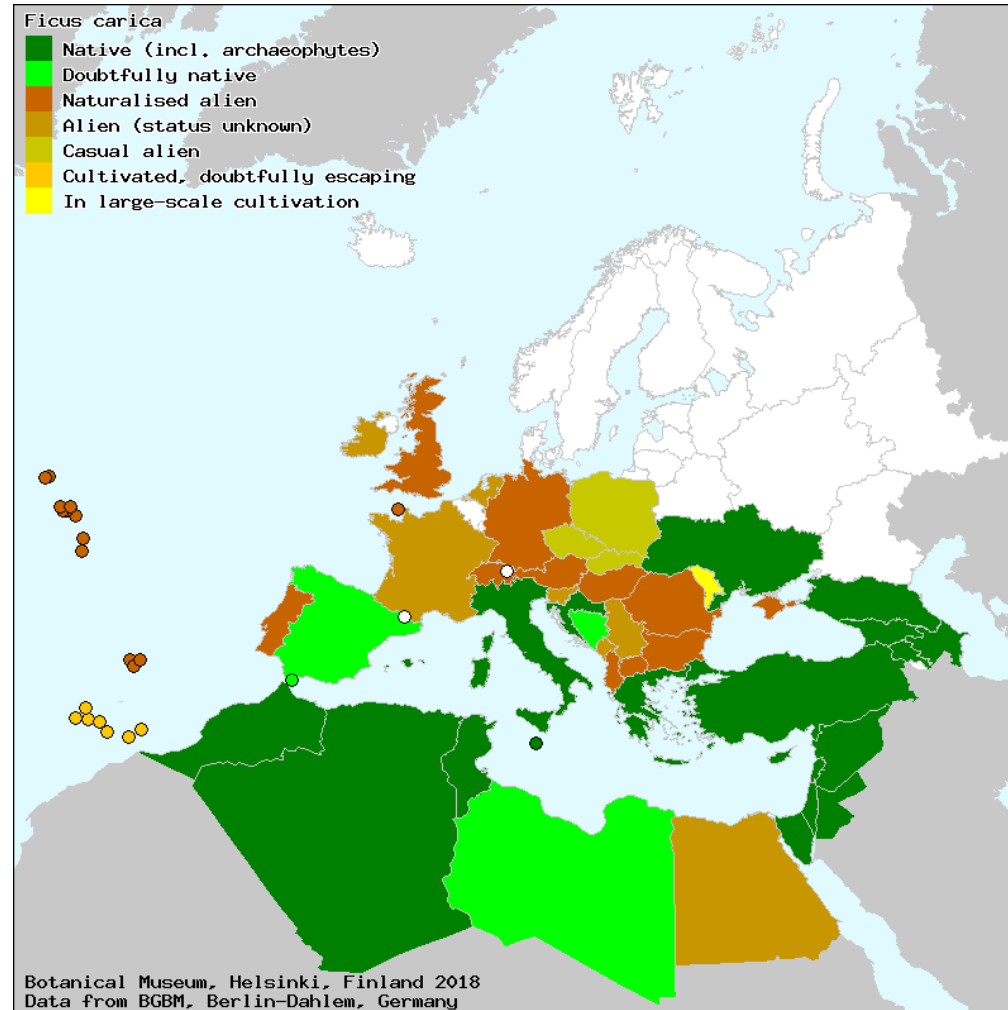 Ficus carica
Native (incl. archaeophytes)
Doubtfully native
Naturalised alien
Alien (status unknown)
Casual alien
Cultivated, doubtfully escaping
In large-scale cultivation
Botanical Museum, Helsinki, Finland 2018
Data from BGBM, Berlin-Dahlem, Germany